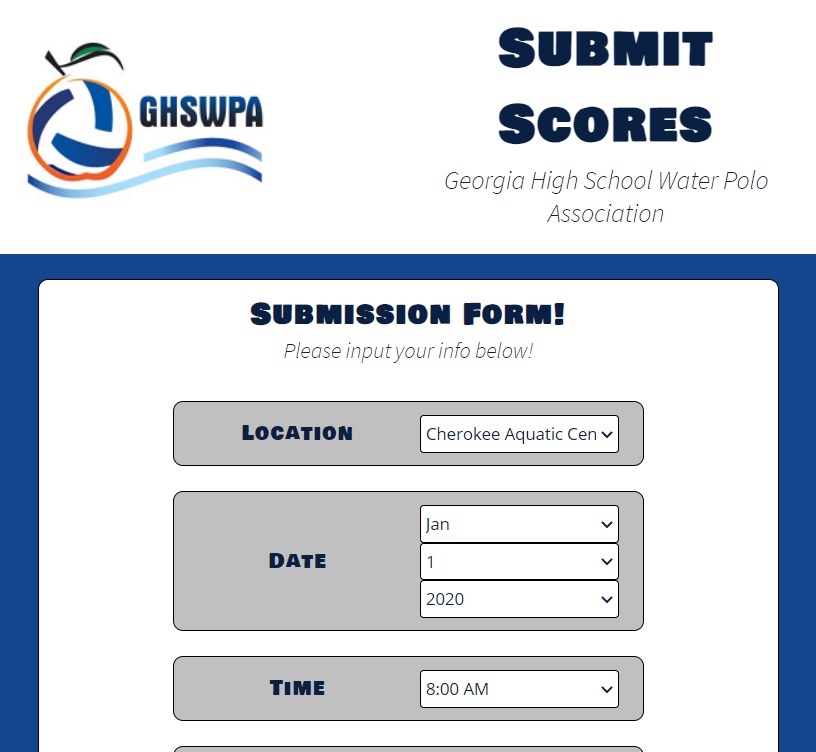 GHSWPA
Submit
Scores
Georgia High School Water Polo
Association
Submission Form!
Please input your info below!
Location
Cherokee Aquatic Cen
Date
Jan
1
2020
Time
8:00 AM